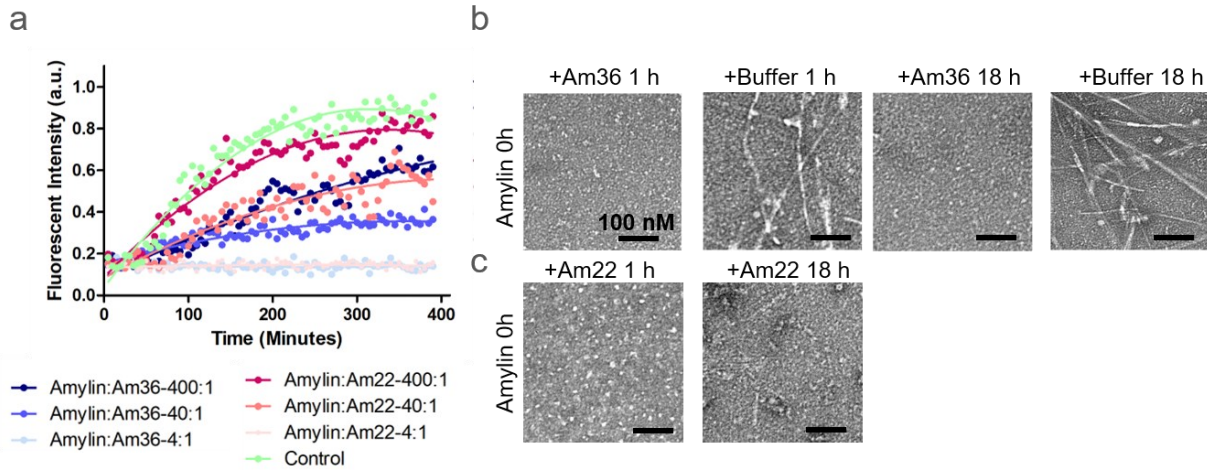 a
Fluorescent Intensity (a.u.)
1.0
0.8
0.6
0.4
0.2
0.0
0 100 200 300 400
Time (Minutes)
Amylin:Am36-400:1
Amylin:Am36-40:1
Amylin:Am36-4:1
Amylin:Am22-400:1
Amylin:Am22-40:1
Amylin:Am22-4:1
Control
b
+Am36 1 h +Buffer 1 h +Am36 18 h +Buffer 18 h
Amylin 0h
100 nM
c
+Am22 1 h +Am22 18 h
Amylin 0h